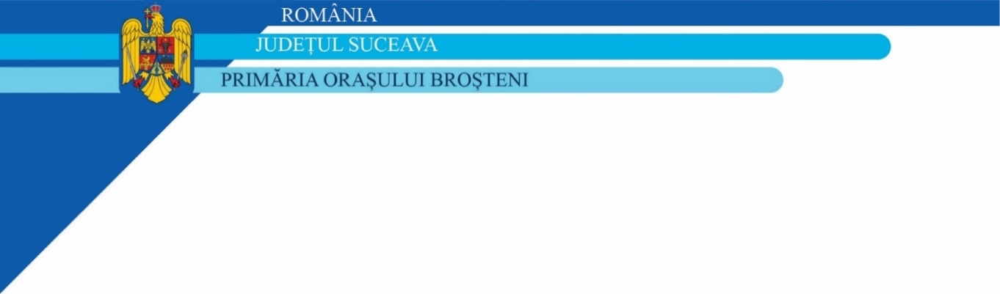 ROMÂNIA
JUDEȚUL SUCEAVA
PRIMĂRIA ORAȘULUI BROȘTENI